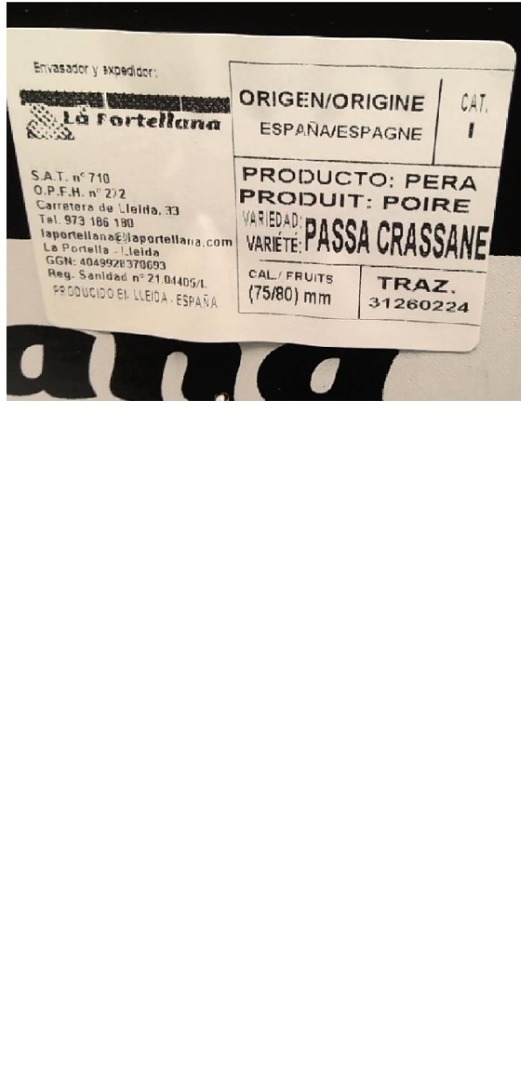 Envasador y expedidor:
La Portellana
S.A.T. nº 710
O.P.F.H. nº 272
Carretera de Lleida, 33
Tel. 973 186 180
laportellana@laportellana.com
La Portella - Lleida
GGN: 4049928370693
Reg. Sanidad nº 21.04405/L
PRODUCIDO EN LLEIDA - ESPAÑA
ORIGEN/ORIGINE
ESPAÑA/ESPAGNE
CAT.
I
PRODUCTO: PERA
PRODUIT: POIRE
VARIEDAD:
VARIÉTÉ: PASSA CRASSANE
CAL./ FRUITS
(75/80) mm
TRAZ.
31260224
ana